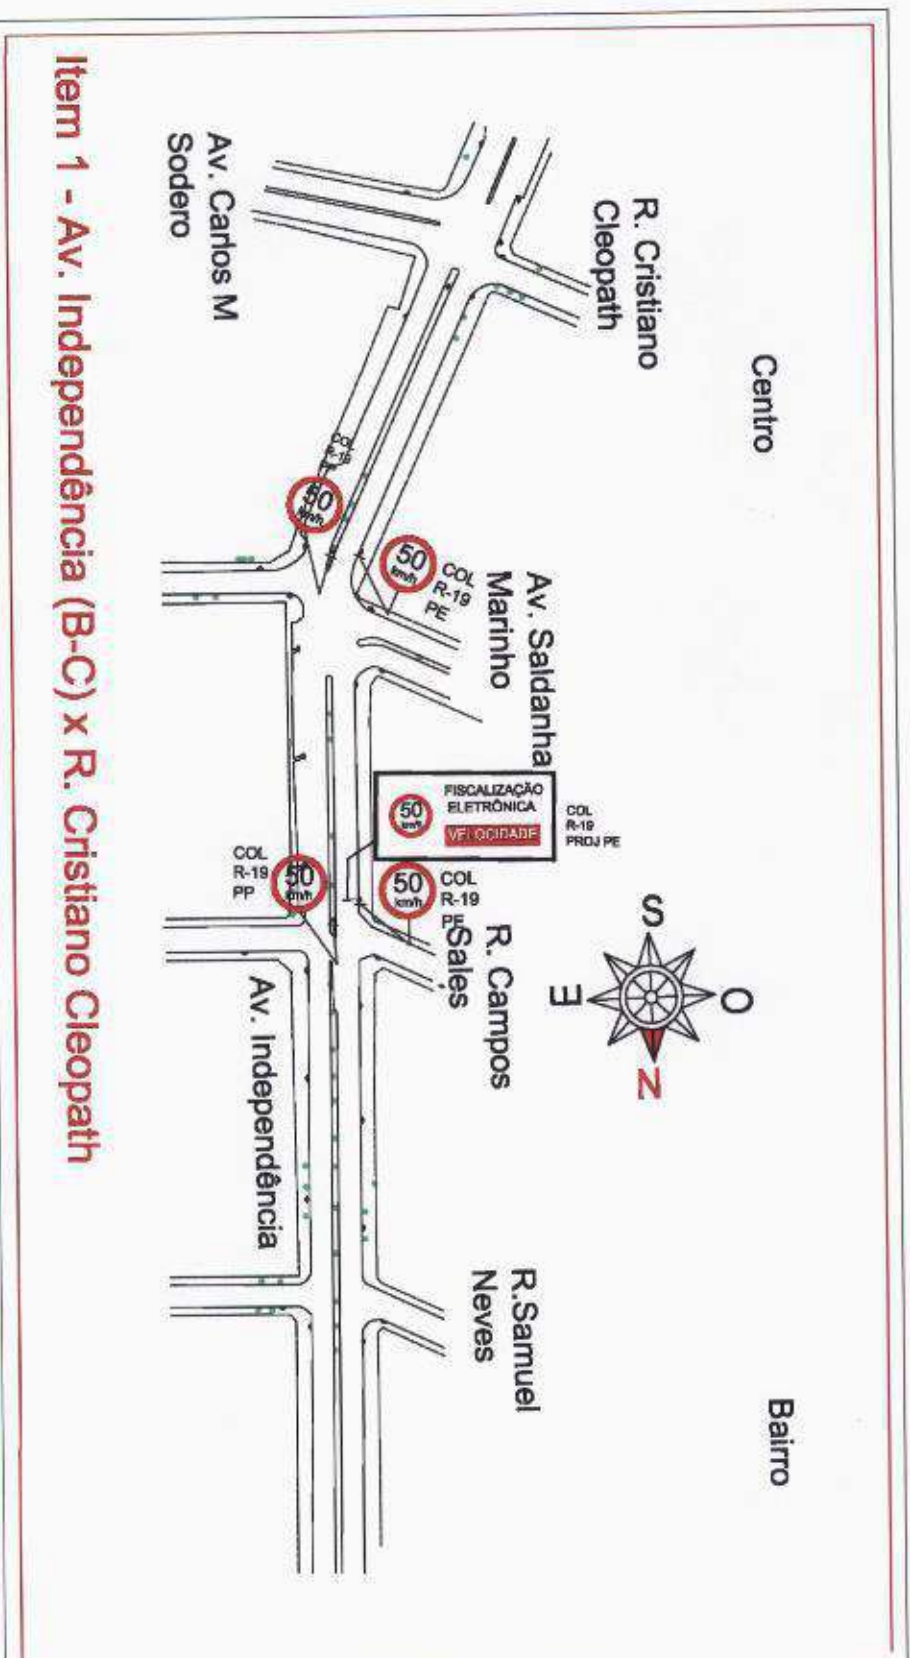 Centro
Bairro
R. Cristiano
Cleopath
Av. Carlos M
Sodero
Av. Saldanha
Marinho
COL
R-19
50
km/h
50
km/h
COL
R-19
PE
FISCALIZAÇÃO
ELETRÔNICA
50
km/h
VELOCIDADE
COL
R-19
PROJ PE
COL
R-19
PP
50
km/h
50
km/h
COL
R-19
PE
R. Campos
Sales
S
O
E
N
Av. Independência
R.Samuel
Neves
Item 1 - Av. Independência (B-C) x R. Cristiano Cleopath